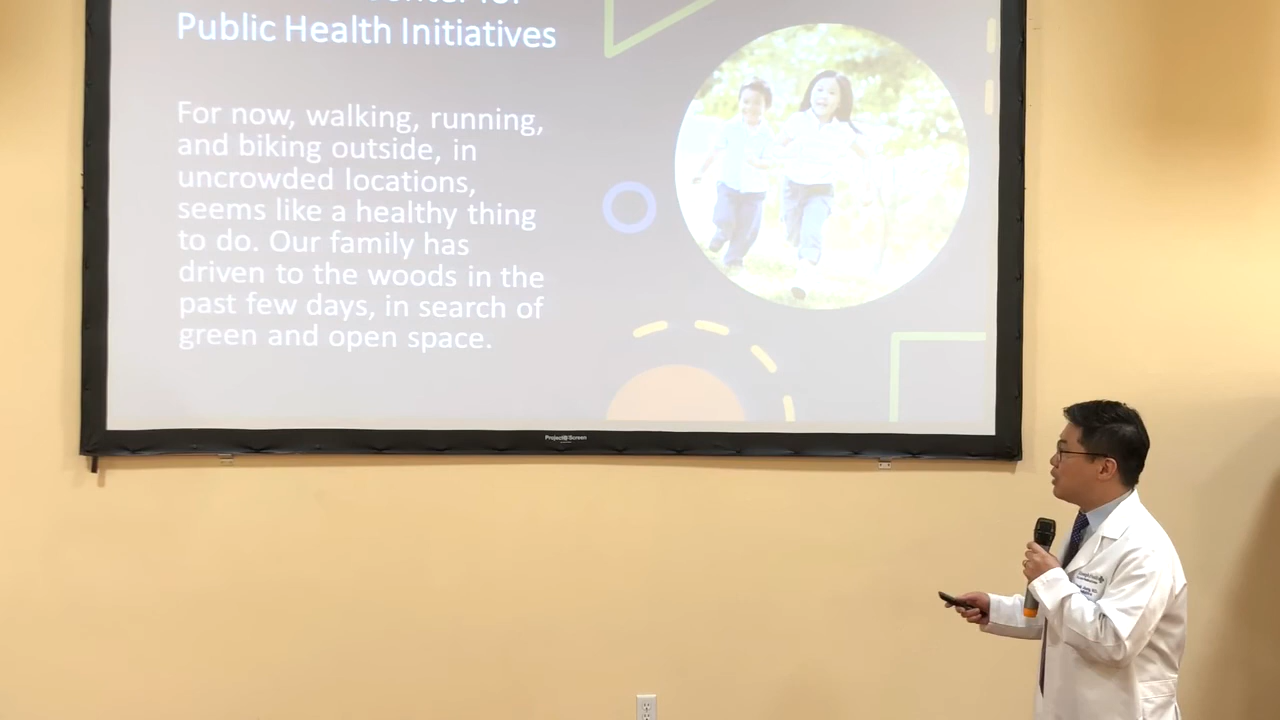 Public Health Initiatives
For now, walking, running,
and biking outside, in
uncrowded locations,
seems like a healthy thing
to do. Our family has
driven to the woods in the
past few days, in search of
green and open space.